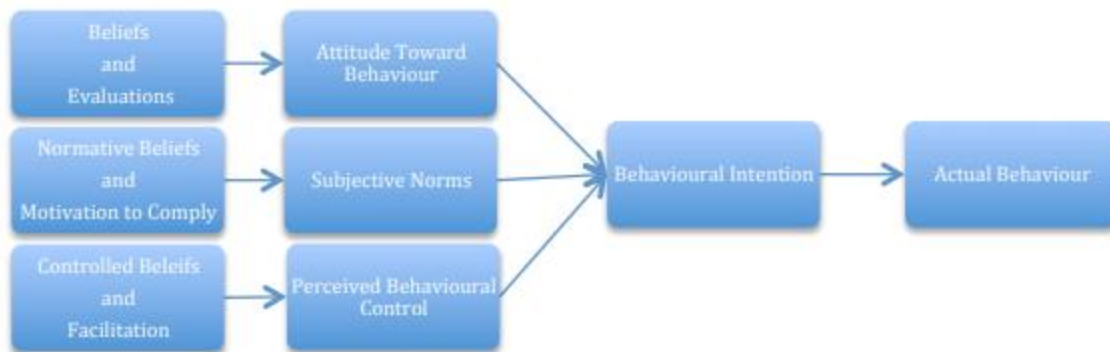 Beliefs
and
Evaluations
Attitude Toward
Behaviour
Normative Beliefs
and
Motivation to Comply
Subjective Norms
Controlled Beleifs
and
Facilitation
Perceived Behavioural
Control
Behavioural Intention
Actual Behaviour